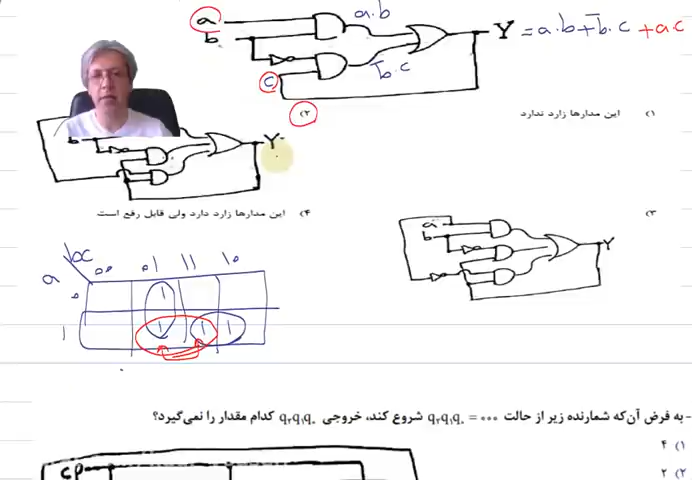 a
b
c
a.b
b̅.c
Y = a.b + b̅.c + a.c
۱) این مدارها زارد ندارد
۲)
b
Y
۳)
a
b
Y
۴) این مدارها زارد دارد ولی قابل رفع است
a \ bc
۰۰ ۰۱ ۱۱ ۱۰
۰ ۱
۱ ۱ ۱ ۱
- به فرض آن‌که شمارنده زیر از حالت q₂q₁q₀ = ۰۰۰ شروع کند، خروجی q₂q₁q₀ کدام مقدار را نمی‌گیرد؟
۱) ۴
۲) ۲
CP